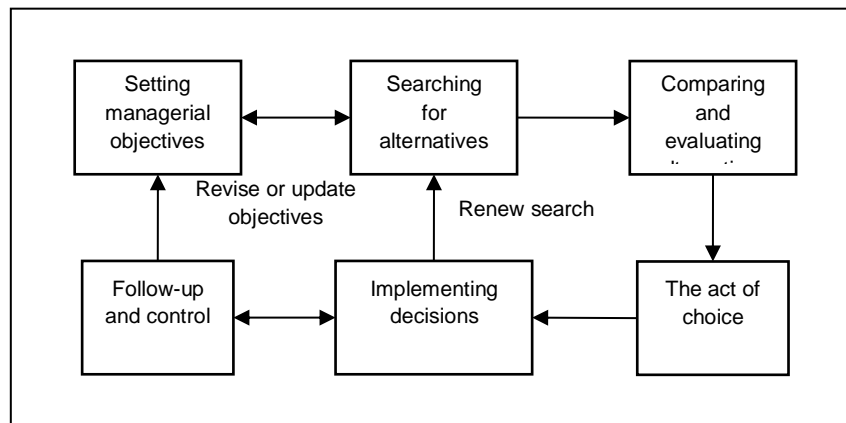 Setting
managerial
objectives
Searching
for
alternatives
Comparing
and
evaluating
Revise or update
objectives
Renew search
Follow-up
and control
Implementing
decisions
The act of
choice